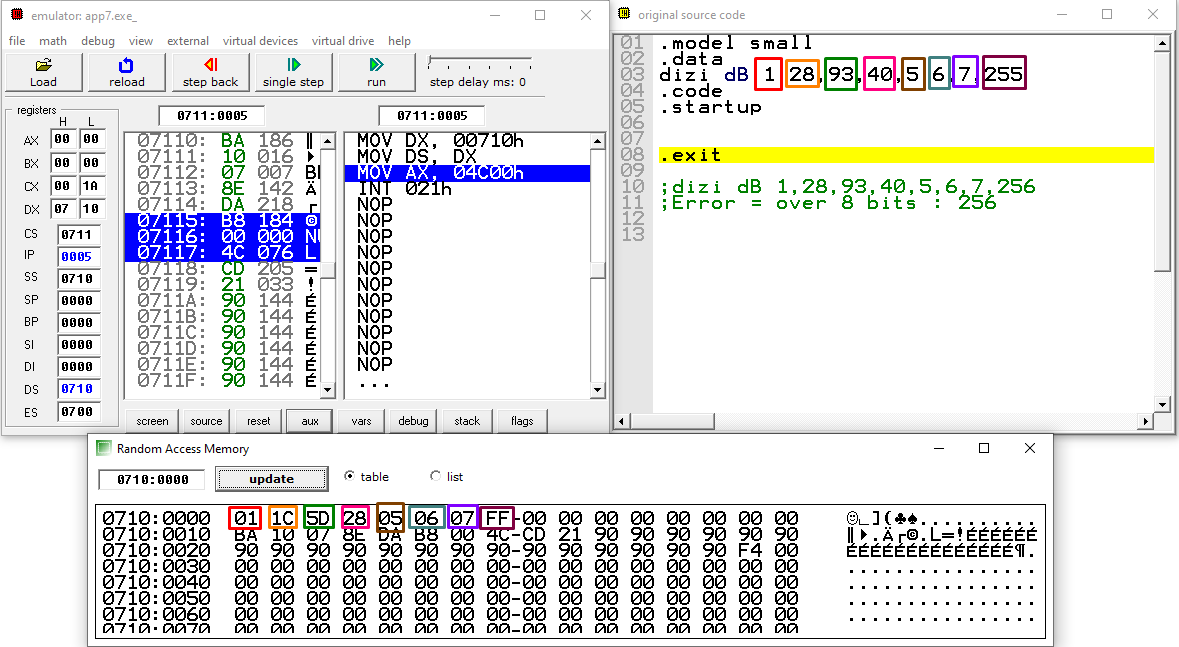 emulator: app7.exe_
file math debug view external virtual devices virtual drive help
Load reload step back single step run step delay ms: 0
registers
H L
AX 00 00
BX 00 00
CX 00 1A
DX 07 10
CS 0711
IP 0005
SS 0710
SP 0000
BP 0000
SI 0000
DI 0000
DS 0710
ES 0700
0711:0005
07110: BA 186 ‖
07111: 10 016 ►
07112: 07 007 BE
07113: 8E 142 Ä
07114: DA 218 ┌
07115: B8 184 ©
07116: 00 000 NU
07117: 4C 076 L
07118: CD 205 =
07119: 21 033 !
0711A: 90 144 É
0711B: 90 144 É
0711C: 90 144 É
0711D: 90 144 É
0711E: 90 144 É
0711F: 90 144 É
0711:0005
MOV DX, 00710h
MOV DS, DX
MOV AX, 04C00h
INT 021h
NOP
NOP
NOP
NOP
NOP
NOP
NOP
NOP
NOP
NOP
NOP
...
screen source reset aux vars debug stack flags
original source code
01 .model small
02 .data
03 dizi dB 1,28,93,40,5,6,7,255
04 .code
05 .startup
06
07
08 .exit
09
10 ;dizi dB 1,28,93,40,5,6,7,256
11 ;Error = over 8 bits : 256
12
13
Random Access Memory
0710:0000 update table list
0710:0000 01 1C 5D 28 05 06 07 FF-00 00 00 00 00 00 00 00 ☺∟](♣♠..........
0710:0010 BA 10 07 8E DA B8 00 4C-CD 21 90 90 90 90 90 90 ‖►.Ä┌©.L=!ÉÉÉÉÉÉ
0710:0020 90 90 90 90 90 90 90 90-90 90 90 90 90 90 F4 00 ÉÉÉÉÉÉÉÉÉÉÉÉÉÉ¶.
0710:0030 00 00 00 00 00 00 00 00-00 00 00 00 00 00 00 00 ................
0710:0040 00 00 00 00 00 00 00 00-00 00 00 00 00 00 00 00 ................
0710:0050 00 00 00 00 00 00 00 00-00 00 00 00 00 00 00 00 ................
0710:0060 00 00 00 00 00 00 00 00-00 00 00 00 00 00 00 00 ................
0710:0070 00 00 00 00 00 00 00 00-00 00 00 00 00 00 00 00